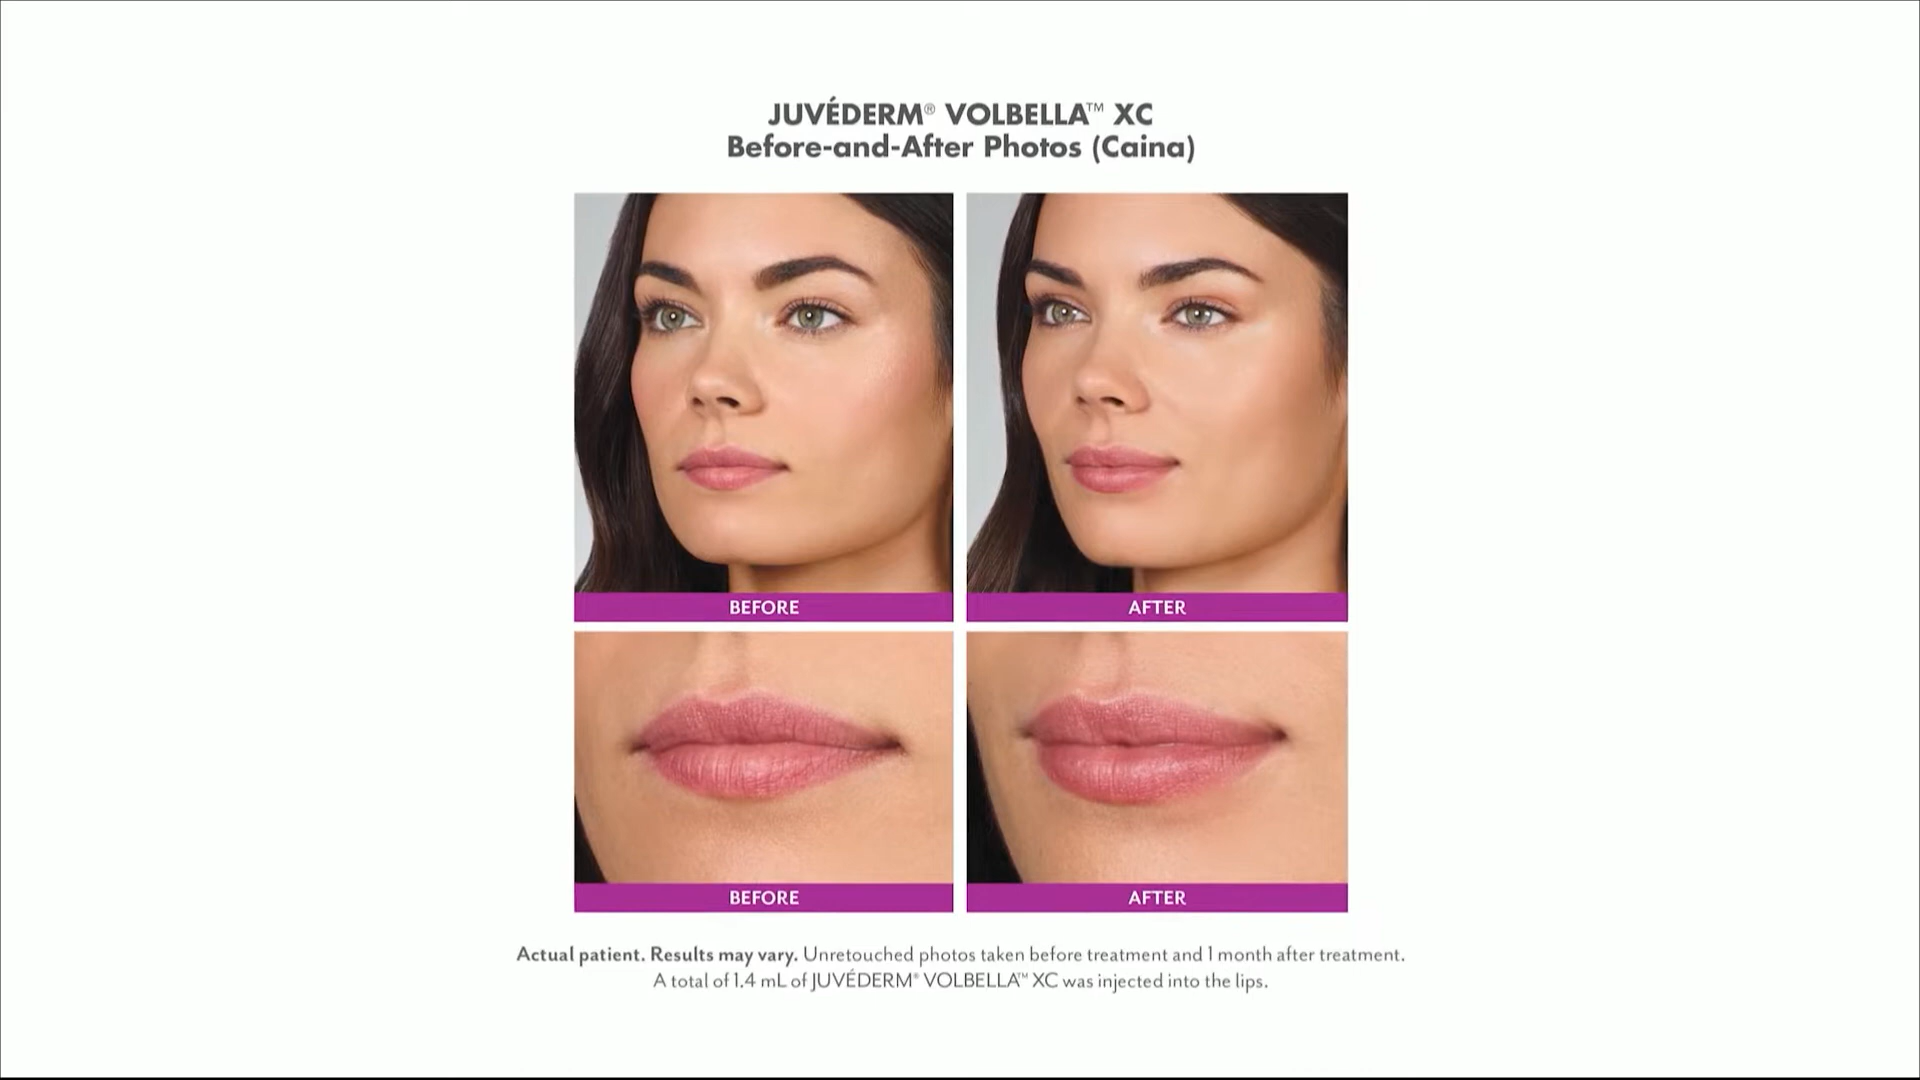 JUVÉDERM® VOLBELLA™ XC
Before-and-After Photos (Caina)
BEFORE
AFTER
BEFORE
AFTER
Actual patient. Results may vary. Unretouched photos taken before treatment and 1 month after treatment.
A total of 1.4 mL of JUVÉDERM® VOLBELLA™ XC was injected into the lips.